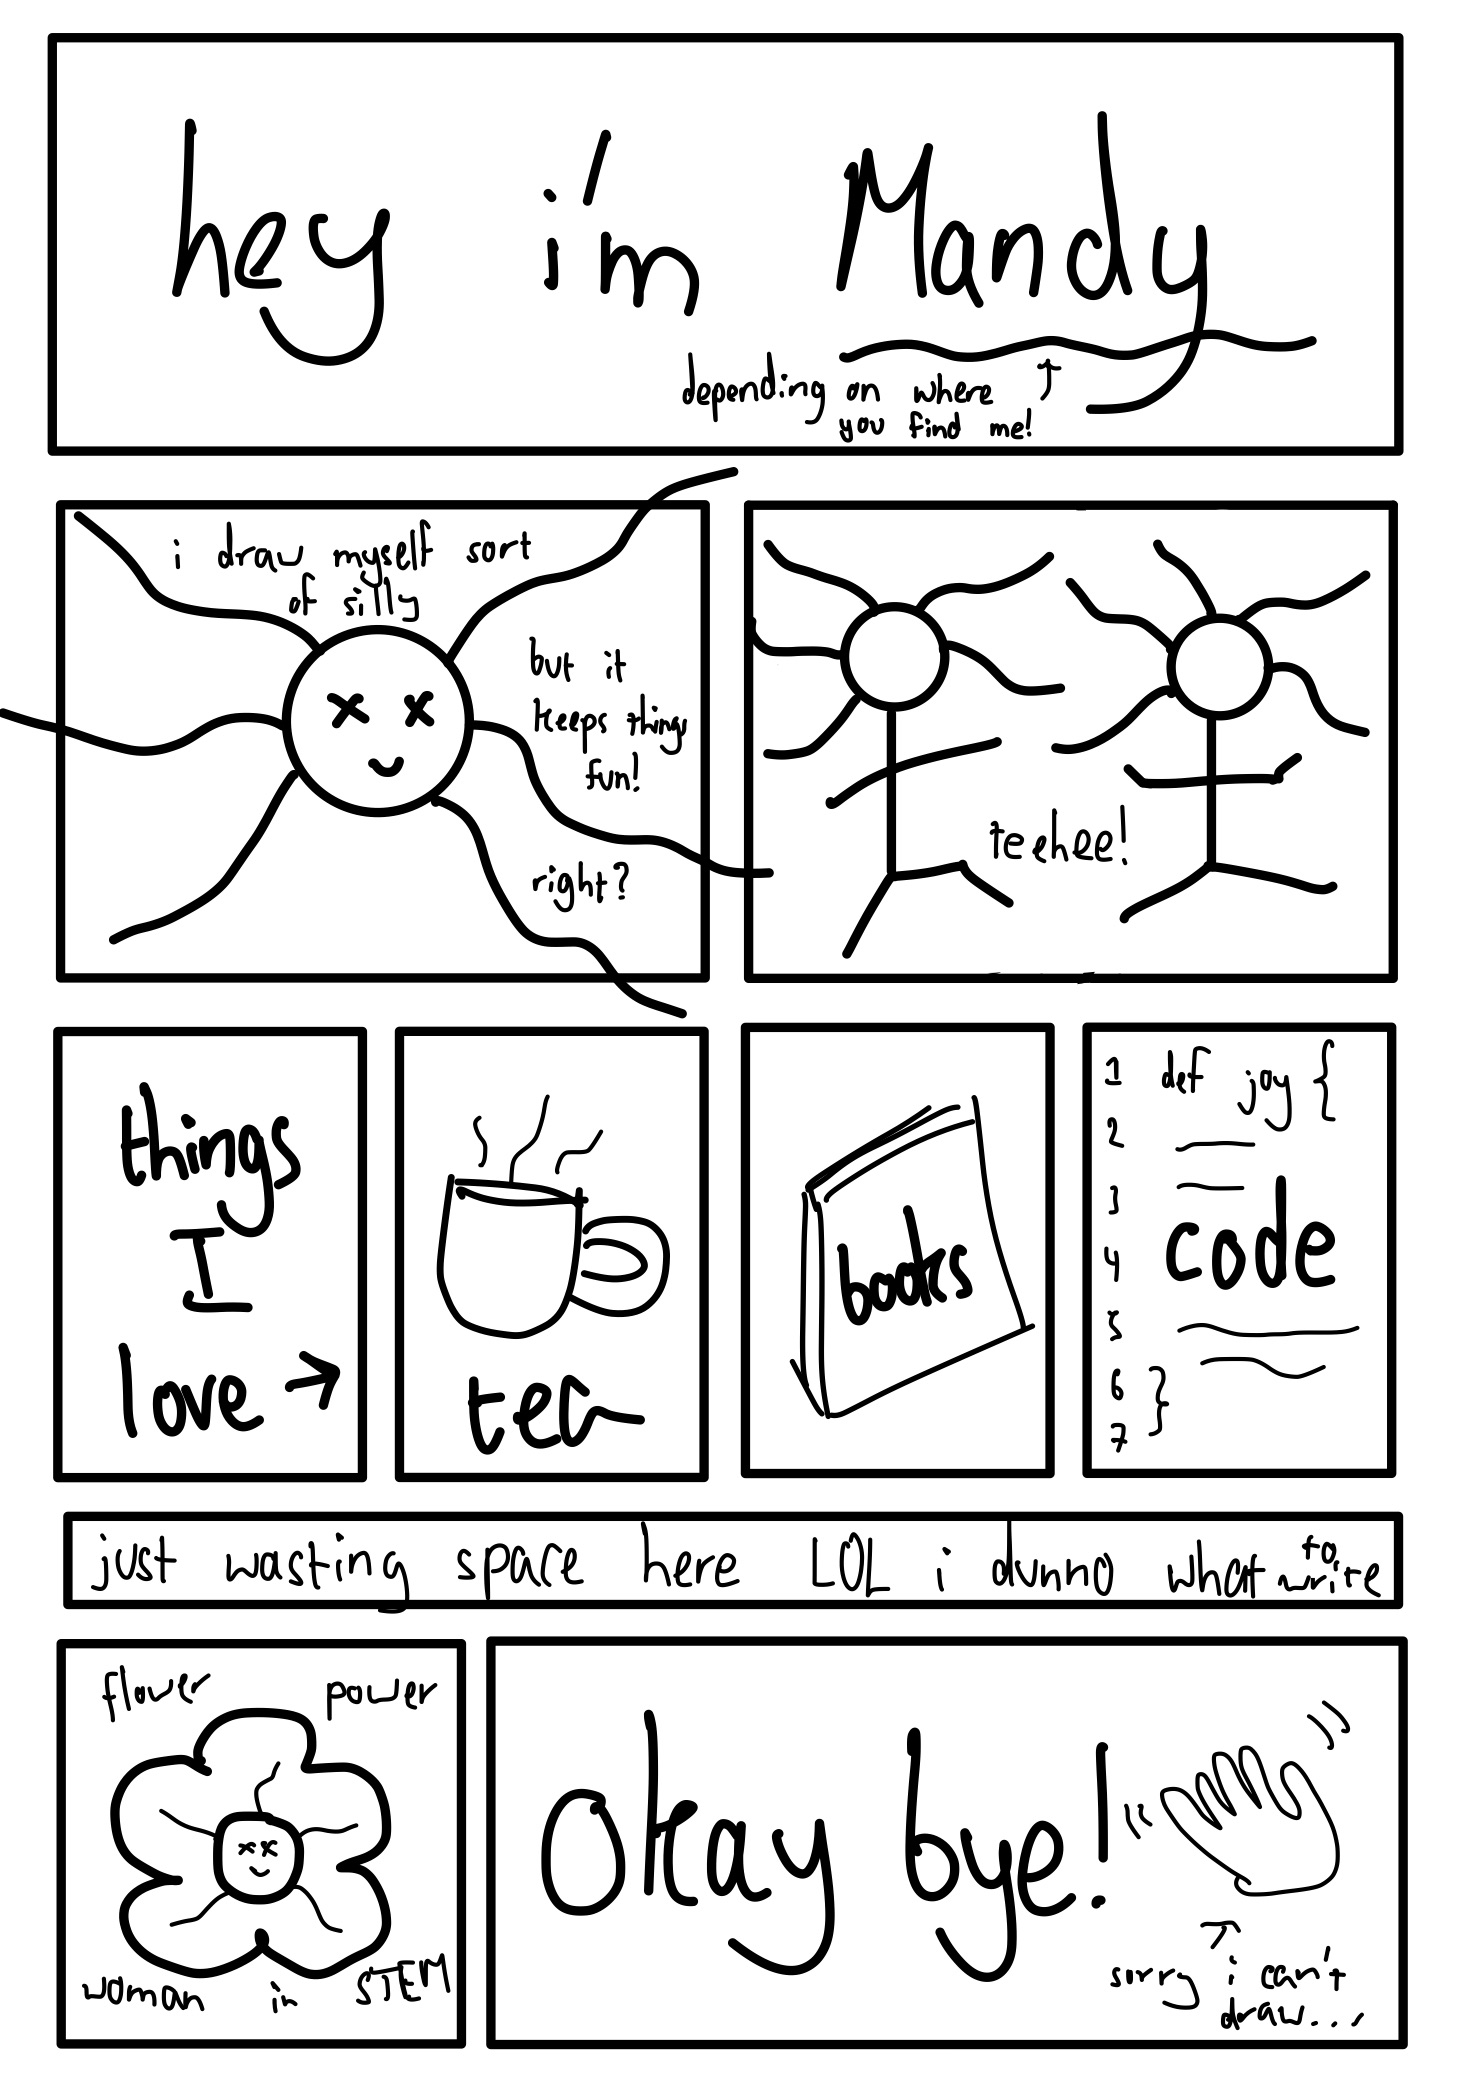 hey i'm Mandy
depending on where
you find me!
i draw myself sort
of silly
but it
keeps things
fun!
right?
teehee!
things
I
love →
tea
books
1 def joy {
2
3
code
4
5
6 }
7
just wasting space here LOL i dunno what to write
flower power
woman in STEM
Okay bye!
sorry i can't
draw...